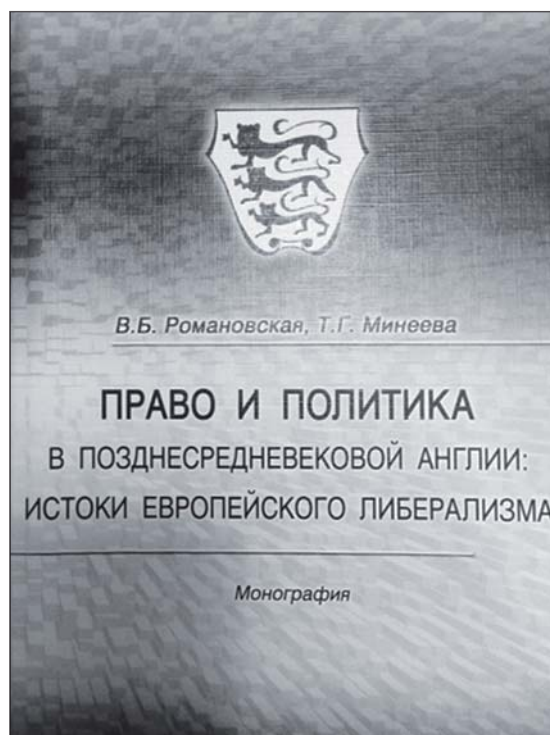 В.Б. Романовская, Т.Г. Минеева
ПРАВО И ПОЛИТИКА
В ПОЗДНЕСРЕДНЕВЕКОВОЙ АНГЛИИ:
ИСТОКИ ЕВРОПЕЙСКОГО ЛИБЕРАЛИЗМА
Монография